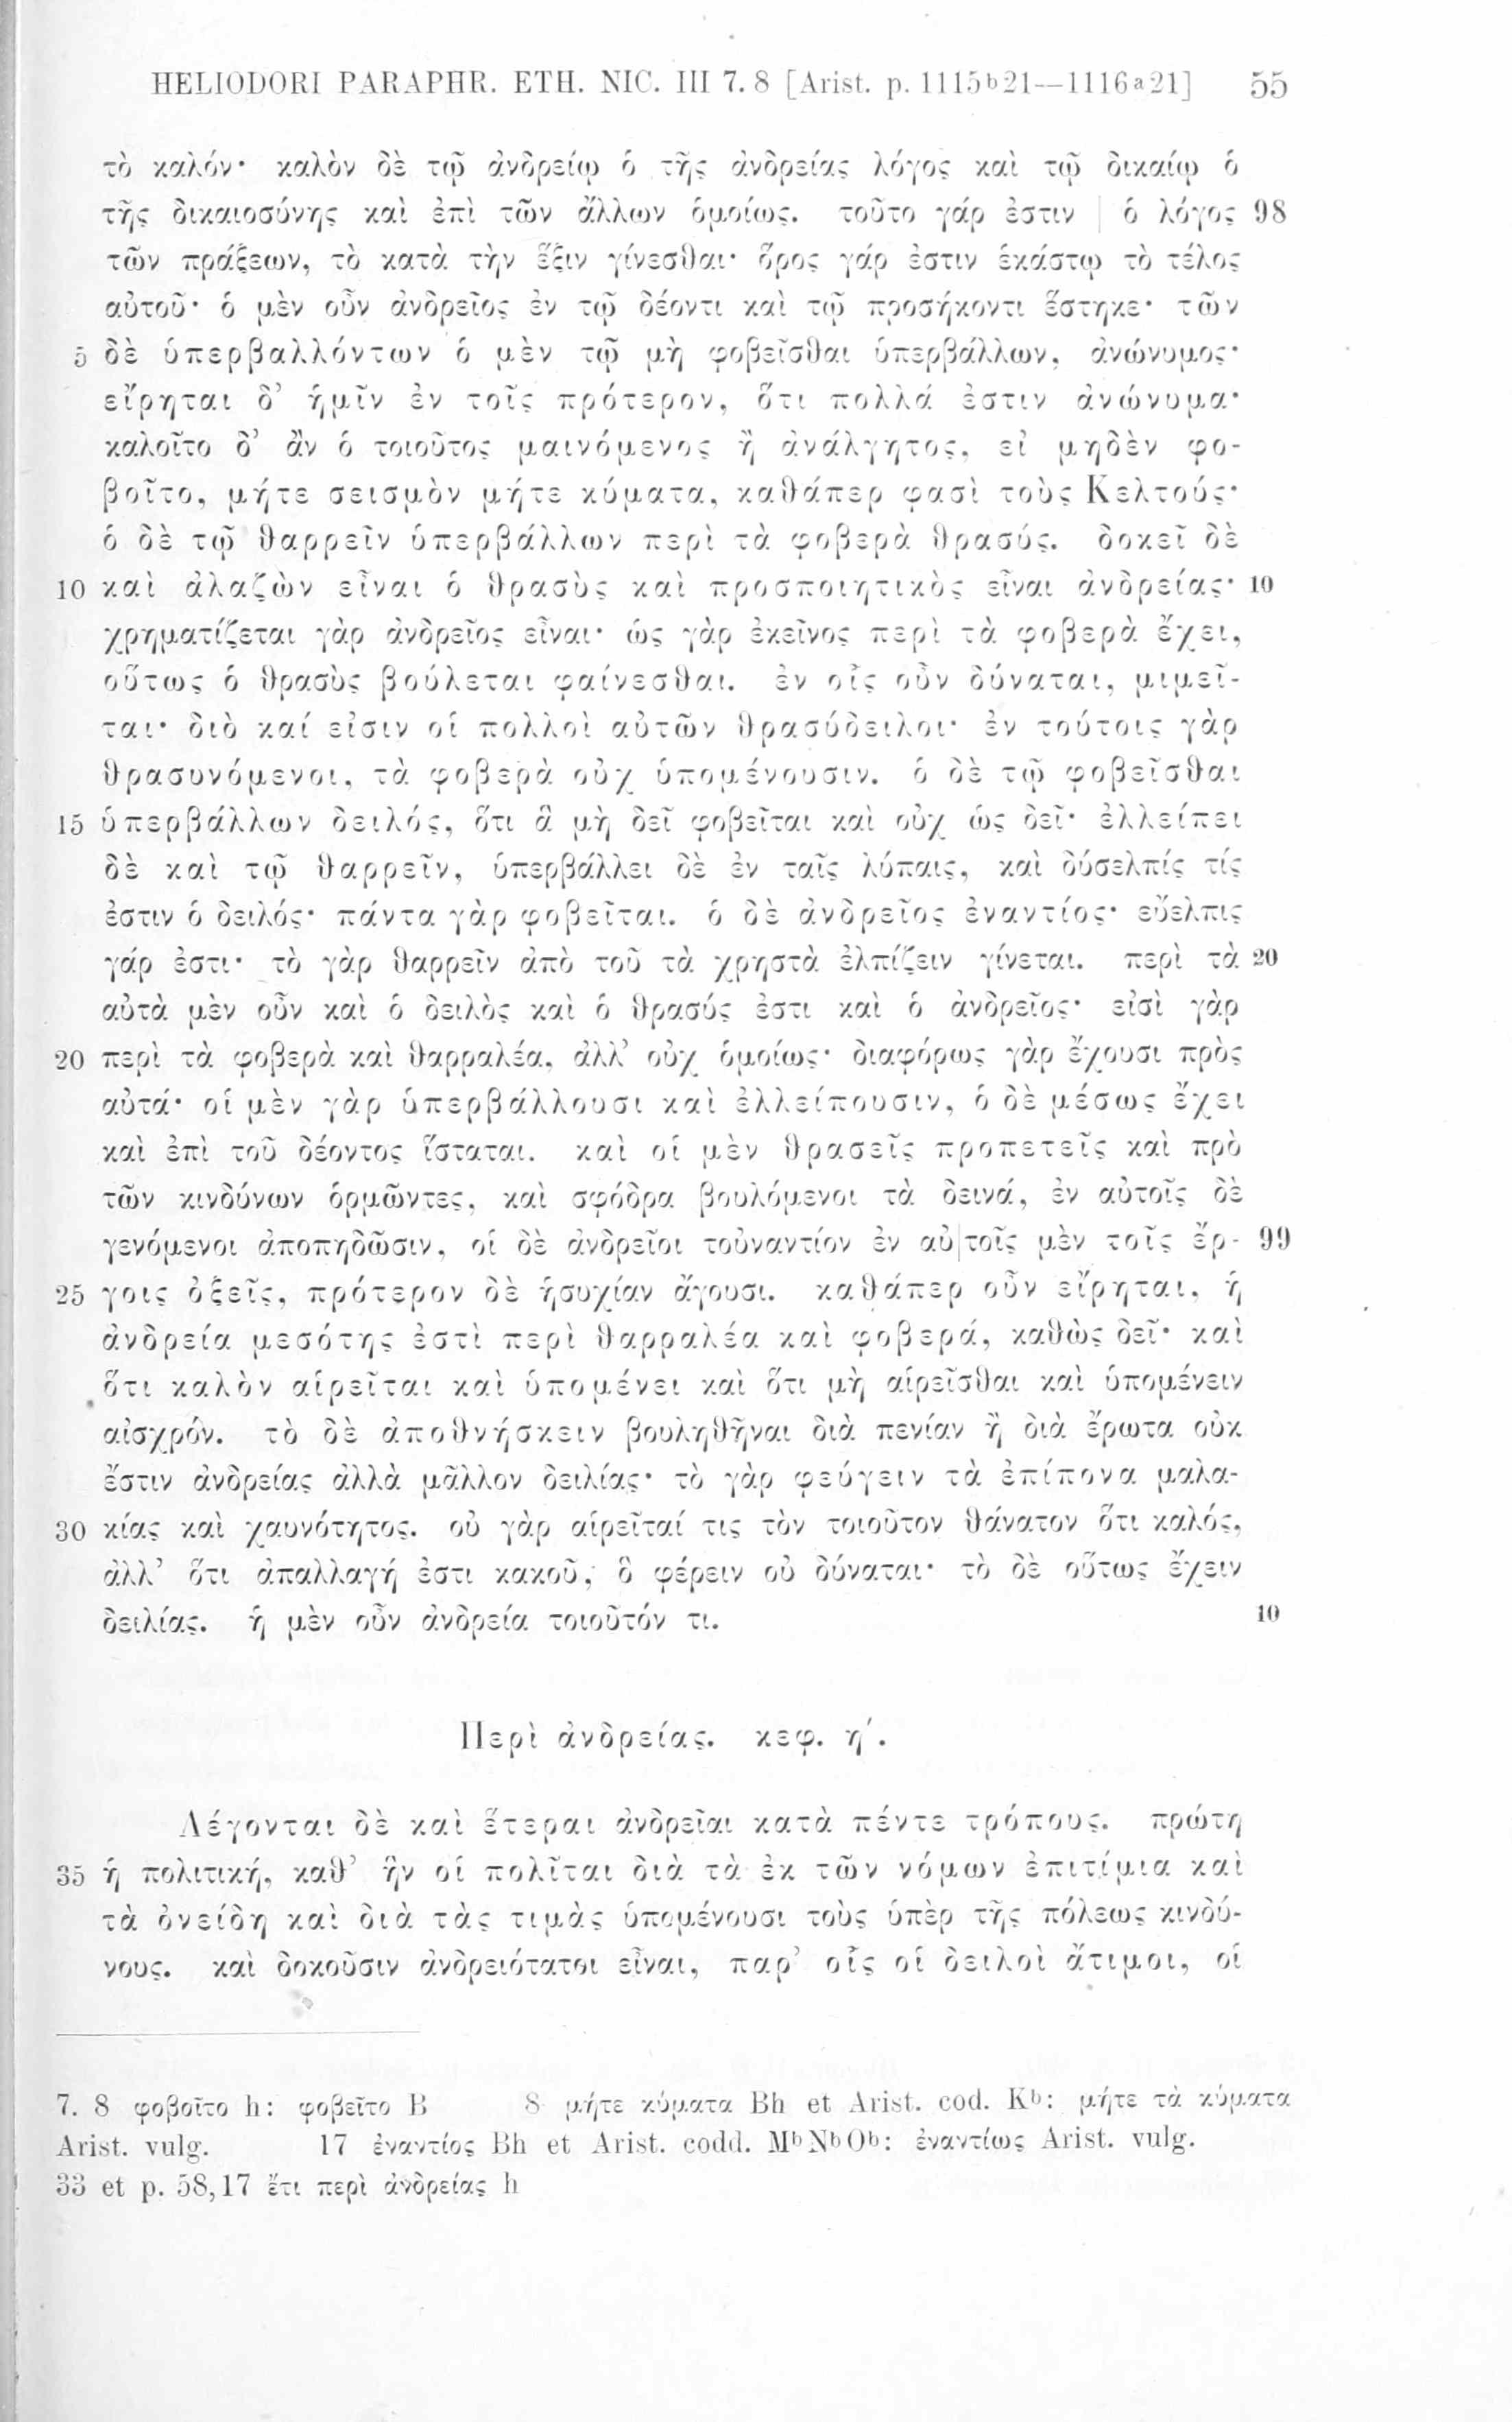 HELIODORI PARAPHR. ETH. NIC. III 7. 8 [Arist. p. 1115ᵇ21—1116ᵃ21] 55
τὸ καλόν· καλὸν δὲ τῷ ἀνδρείῳ ὁ τῆς ἀνδρείας λόγος καὶ τῷ δικαίῳ ὁ
τῆς δικαιοσύνης καὶ ἐπὶ τῶν ἄλλων ὁμοίως. τοῦτο γάρ ἐστιν | ὁ λόγος 98
τῶν πράξεων, τὸ κατὰ τὴν ἕξιν γίνεσθαι· ὅρος γάρ ἐστιν ἑκάστῳ τὸ τέλος
αὐτοῦ· ὁ μὲν οὖν ἀνδρεῖος ἐν τῷ δέοντι καὶ τῷ προσήκοντι ἕστηκε· τῶν
5 δὲ ὑπερβαλλόντων ὁ μὲν τῷ μὴ φοβεῖσθαι ὑπερβάλλων, ἀνώνυμος·
εἴρηται δ’ ἡμῖν ἐν τοῖς πρότερον, ὅτι πολλά ἐστιν ἀνώνυμα·
καλοῖτο δ’ ἂν ὁ τοιοῦτος μαινόμενος ἢ ἀνάλγητος, εἰ μηδὲν φο-
βοῖτο, μήτε σεισμὸν μήτε κύματα, καθάπερ φασὶ τοὺς Κελτούς·
ὁ δὲ τῷ θαρρεῖν ὑπερβάλλων περὶ τὰ φοβερὰ θρασύς. δοκεῖ δὲ
10 καὶ ἀλαζὼν εἶναι ὁ θρασὺς καὶ προσποιητικὸς εἶναι ἀνδρείας· 10
χρηματίζεται γὰρ ἀνδρεῖος εἶναι· ὡς γὰρ ἐκεῖνος περὶ τὰ φοβερὰ ἔχει,
οὕτως ὁ θρασὺς βούλεται φαίνεσθαι. ἐν οἷς οὖν δύναται, μιμεῖ-
ται· διὸ καί εἰσιν οἱ πολλοὶ αὐτῶν θρασύδειλοι· ἐν τούτοις γὰρ
θρασυνόμενοι, τὰ φοβερὰ οὐχ ὑπομένουσιν. ὁ δὲ τῷ φοβεῖσθαι
15 ὑπερβάλλων δειλός, ὅτι ἃ μὴ δεῖ φοβεῖται καὶ οὐχ ὡς δεῖ· ἐλλείπει
δὲ καὶ τῷ θαρρεῖν, ὑπερβάλλει δὲ ἐν ταῖς λύπαις, καὶ δύσελπίς τίς
ἐστιν ὁ δειλός· πάντα γὰρ φοβεῖται. ὁ δὲ ἀνδρεῖος ἐναντίος· εὔελπις
γάρ ἐστι· τὸ γὰρ θαρρεῖν ἀπὸ τοῦ τὰ χρηστὰ ἐλπίζειν γίνεται. περὶ τὰ 20
αὐτὰ μὲν οὖν καὶ ὁ δειλὸς καὶ ὁ θρασύς ἐστι καὶ ὁ ἀνδρεῖος· εἰσὶ γὰρ
20 περὶ τὰ φοβερὰ καὶ θαρραλέα, ἀλλ’ οὐχ ὁμοίως· διαφόρως γὰρ ἔχουσι πρὸς
αὐτά· οἱ μὲν γὰρ ὑπερβάλλουσι καὶ ἐλλείπουσιν, ὁ δὲ μέσως ἔχει
καὶ ἐπὶ τοῦ δέοντος ἵσταται. καὶ οἱ μὲν θρασεῖς προπετεῖς καὶ πρὸ
τῶν κινδύνων ὁρμῶντες, καὶ σφόδρα βουλόμενοι τὰ δεινά, ἐν αὐτοῖς δὲ
γενόμενοι ἀποπηδῶσιν, οἱ δὲ ἀνδρεῖοι τοὐναντίον ἐν αὐ|τοῖς μὲν τοῖς ἔρ- 99
25 γοις ὀξεῖς, πρότερον δὲ ἡσυχίαν ἄγουσι. καθάπερ οὖν εἴρηται, ἡ
ἀνδρεία μεσότης ἐστὶ περὶ θαρραλέα καὶ φοβερά, καθὼς δεῖ· καὶ
ὅτι καλὸν αἱρεῖται καὶ ὑπομένει καὶ ὅτι μὴ αἱρεῖσθαι καὶ ὑπομένειν
αἰσχρόν. τὸ δὲ ἀποθνήσκειν βουληθῆναι διὰ πενίαν ἢ διὰ ἔρωτα οὐκ
ἔστιν ἀνδρείας ἀλλὰ μᾶλλον δειλίας· τὸ γὰρ φεύγειν τὰ ἐπίπονα μαλα-
30 κίας καὶ χαυνότητος. οὐ γὰρ αἱρεῖταί τις τὸν τοιοῦτον θάνατον ὅτι καλός,
ἀλλ’ ὅτι ἀπαλλαγή ἐστι κακοῦ, ὃ φέρειν οὐ δύναται· τὸ δὲ οὕτως ἔχειν
δειλίας. ἡ μὲν οὖν ἀνδρεία τοιοῦτόν τι. 10
Περὶ ἀνδρείας. κεφ. η΄.
Λέγονται δὲ καὶ ἕτεραι ἀνδρεῖαι κατὰ πέντε τρόπους. πρώτη
35 ἡ πολιτική, καθ’ ἣν οἱ πολῖται διὰ τὰ ἐκ τῶν νόμων ἐπιτίμια καὶ
τὰ ὀνείδη καὶ διὰ τὰς τιμὰς ὑπομένουσι τοὺς ὑπὲρ τῆς πόλεως κινδύ-
νους. καὶ δοκοῦσιν ἀνδρειότατοι εἶναι, παρ’ οἷς οἱ δειλοὶ ἄτιμοι, οἱ
7. 8 φοβοῖτο h: φοβεῖτο B 8 μήτε κύματα Bh et Arist. cod. Kᵇ: μήτε τὰ κύματα
Arist. vulg. 17 ἐναντίος Bh et Arist. codd. MᵇNᵇOᵇ: ἐναντίως Arist. vulg.
33 et p. 58,17 ἔτι περὶ ἀνδρείας h